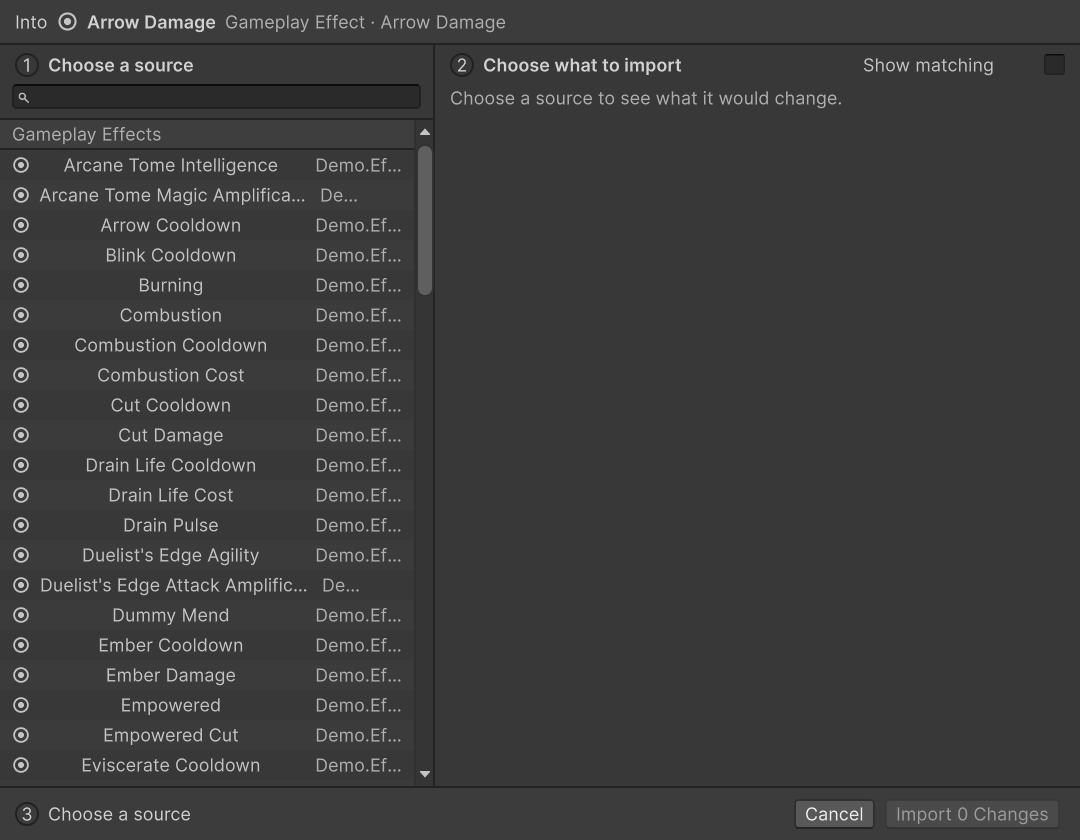 Into Arrow Damage Gameplay Effect · Arrow Damage
1 Choose a source
2 Choose what to import Show matching
Choose a source to see what it would change.
Gameplay Effects
Arcane Tome Intelligence Demo.Ef...
Arcane Tome Magic Amplifica... De...
Arrow Cooldown Demo.Ef...
Blink Cooldown Demo.Ef...
Burning Demo.Ef...
Combustion Demo.Ef...
Combustion Cooldown Demo.Ef...
Combustion Cost Demo.Ef...
Cut Cooldown Demo.Ef...
Cut Damage Demo.Ef...
Drain Life Cooldown Demo.Ef...
Drain Life Cost Demo.Ef...
Drain Pulse Demo.Ef...
Duelist's Edge Agility Demo.Ef...
Duelist's Edge Attack Amplific... De...
Dummy Mend Demo.Ef...
Ember Cooldown Demo.Ef...
Ember Damage Demo.Ef...
Empowered Demo.Ef...
Empowered Cut Demo.Ef...
Eviscerate Cooldown Demo.Ef...
3 Choose a source
Cancel Import 0 Changes